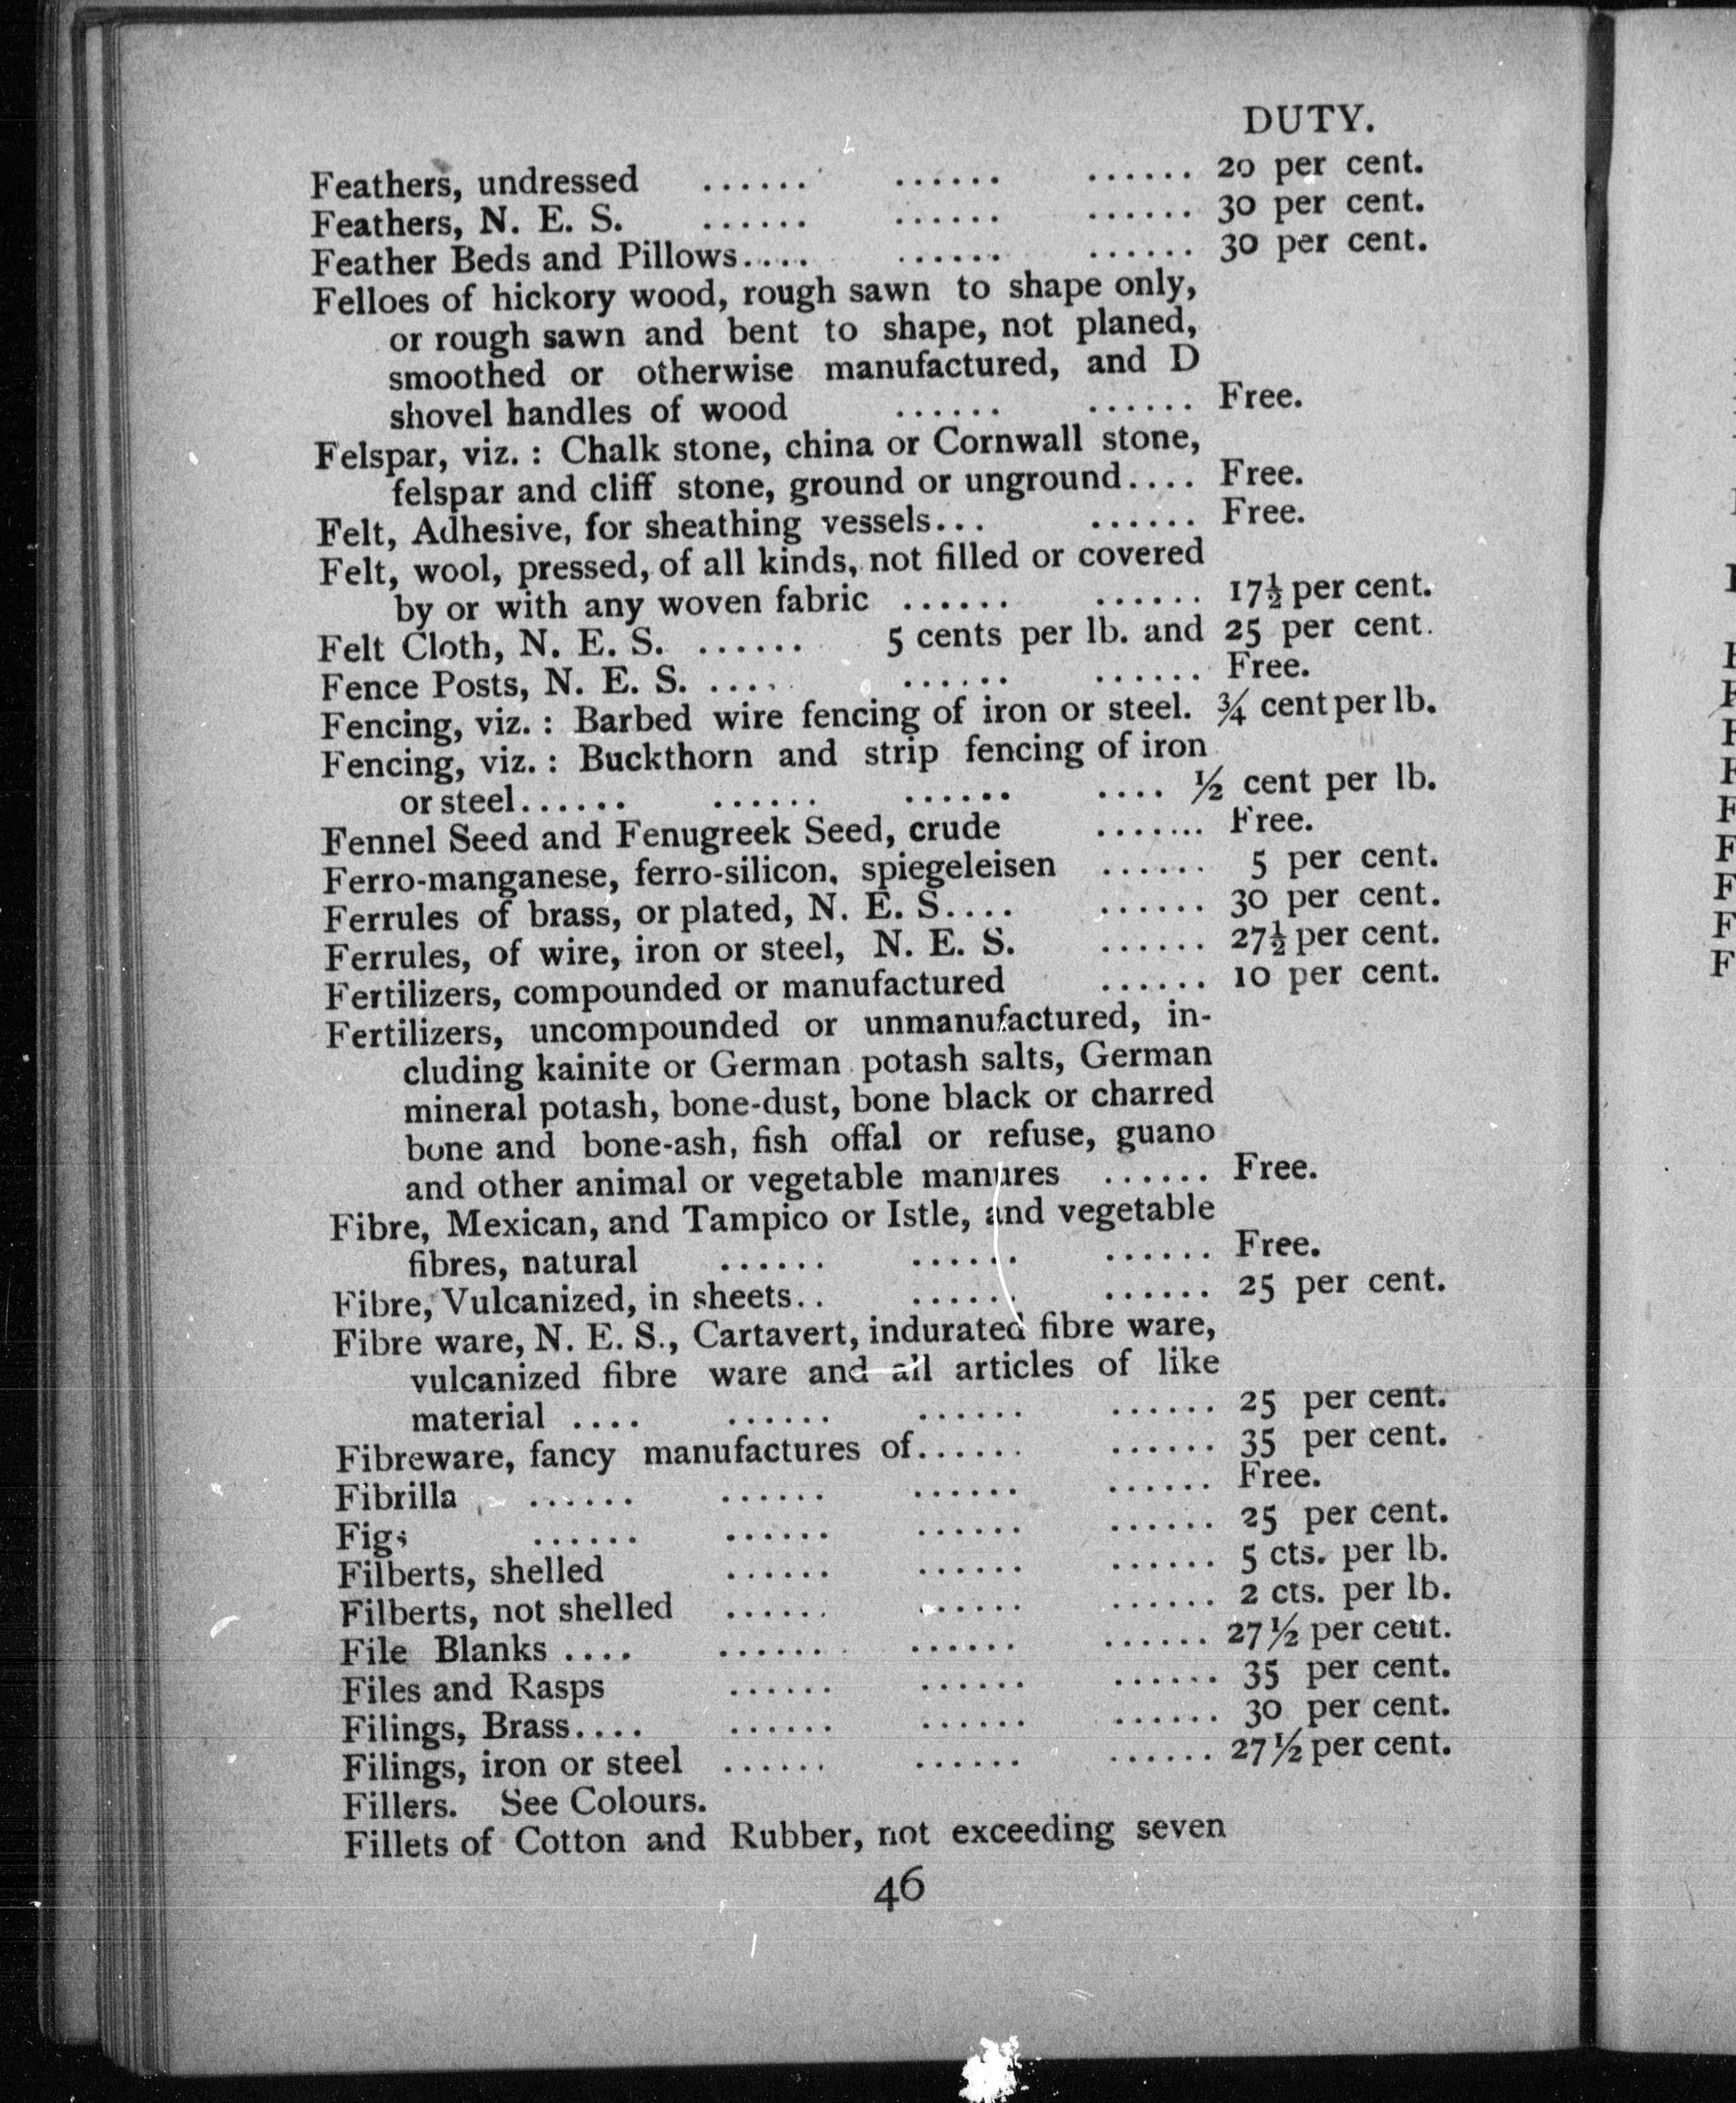 DUTY.
Feathers, undressed ...... ...... ...... 20 per cent.
Feathers, N. E. S. ...... ...... ...... 30 per cent.
Feather Beds and Pillows.... ...... ...... 30 per cent.
Felloes of hickory wood, rough sawn to shape only,
or rough sawn and bent to shape, not planed,
smoothed or otherwise manufactured, and D
shovel handles of wood ...... ...... Free.
Felspar, viz. : Chalk stone, china or Cornwall stone,
felspar and cliff stone, ground or unground.... Free.
Felt, Adhesive, for sheathing vessels... ...... Free.
Felt, wool, pressed, of all kinds, not filled or covered
by or with any woven fabric ...... ...... 17½ per cent.
Felt Cloth, N. E. S. ...... 5 cents per lb. and 25 per cent.
Fence Posts, N. E. S. .... ...... ...... Free.
Fencing, viz. : Barbed wire fencing of iron or steel. ¾ cent per lb.
Fencing, viz. : Buckthorn and strip fencing of iron
or steel...... ...... ...... .... ½ cent per lb.
Fennel Seed and Fenugreek Seed, crude ....... Free.
Ferro-manganese, ferro-silicon, spiegeleisen ...... 5 per cent.
Ferrules of brass, or plated, N. E. S.... ...... 30 per cent.
Ferrules, of wire, iron or steel, N. E. S. ...... 27½ per cent.
Fertilizers, compounded or manufactured ...... 10 per cent.
Fertilizers, uncompounded or unmanufactured, in-
cluding kainite or German potash salts, German
mineral potash, bone-dust, bone black or charred
bone and bone-ash, fish offal or refuse, guano
and other animal or vegetable manures ...... Free.
Fibre, Mexican, and Tampico or Istle, and vegetable
fibres, natural ...... ...... ...... Free.
Fibre, Vulcanized, in sheets.. ...... ...... 25 per cent.
Fibre ware, N. E. S., Cartavert, indurated fibre ware,
vulcanized fibre ware and all articles of like
material .... ...... ...... ...... 25 per cent.
Fibreware, fancy manufactures of...... ...... 35 per cent.
Fibrilla ...... ...... ...... ...... Free.
Figs ...... ...... ...... ...... 25 per cent.
Filberts, shelled ...... ...... ...... 5 cts. per lb.
Filberts, not shelled ...... ...... ...... 2 cts. per lb.
File Blanks .... ...... ...... ...... 27½ per ceut.
Files and Rasps ...... ...... ...... 35 per cent.
Filings, Brass.... ...... ...... ...... 30 per cent.
Filings, iron or steel ...... ...... ...... 27½ per cent.
Fillers. See Colours.
Fillets of Cotton and Rubber, not exceeding seven
46